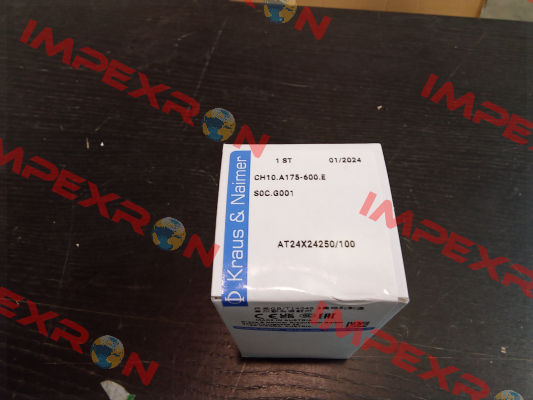 IMPEXRON
IMPEXRON
IMPEXRON
Kraus & Naimer
1 ST 01/2024
CH10.A175-600.E
S0C.G001
AT24X24250/100
IMPEXRON
IMPEXRON
IMPEXRON